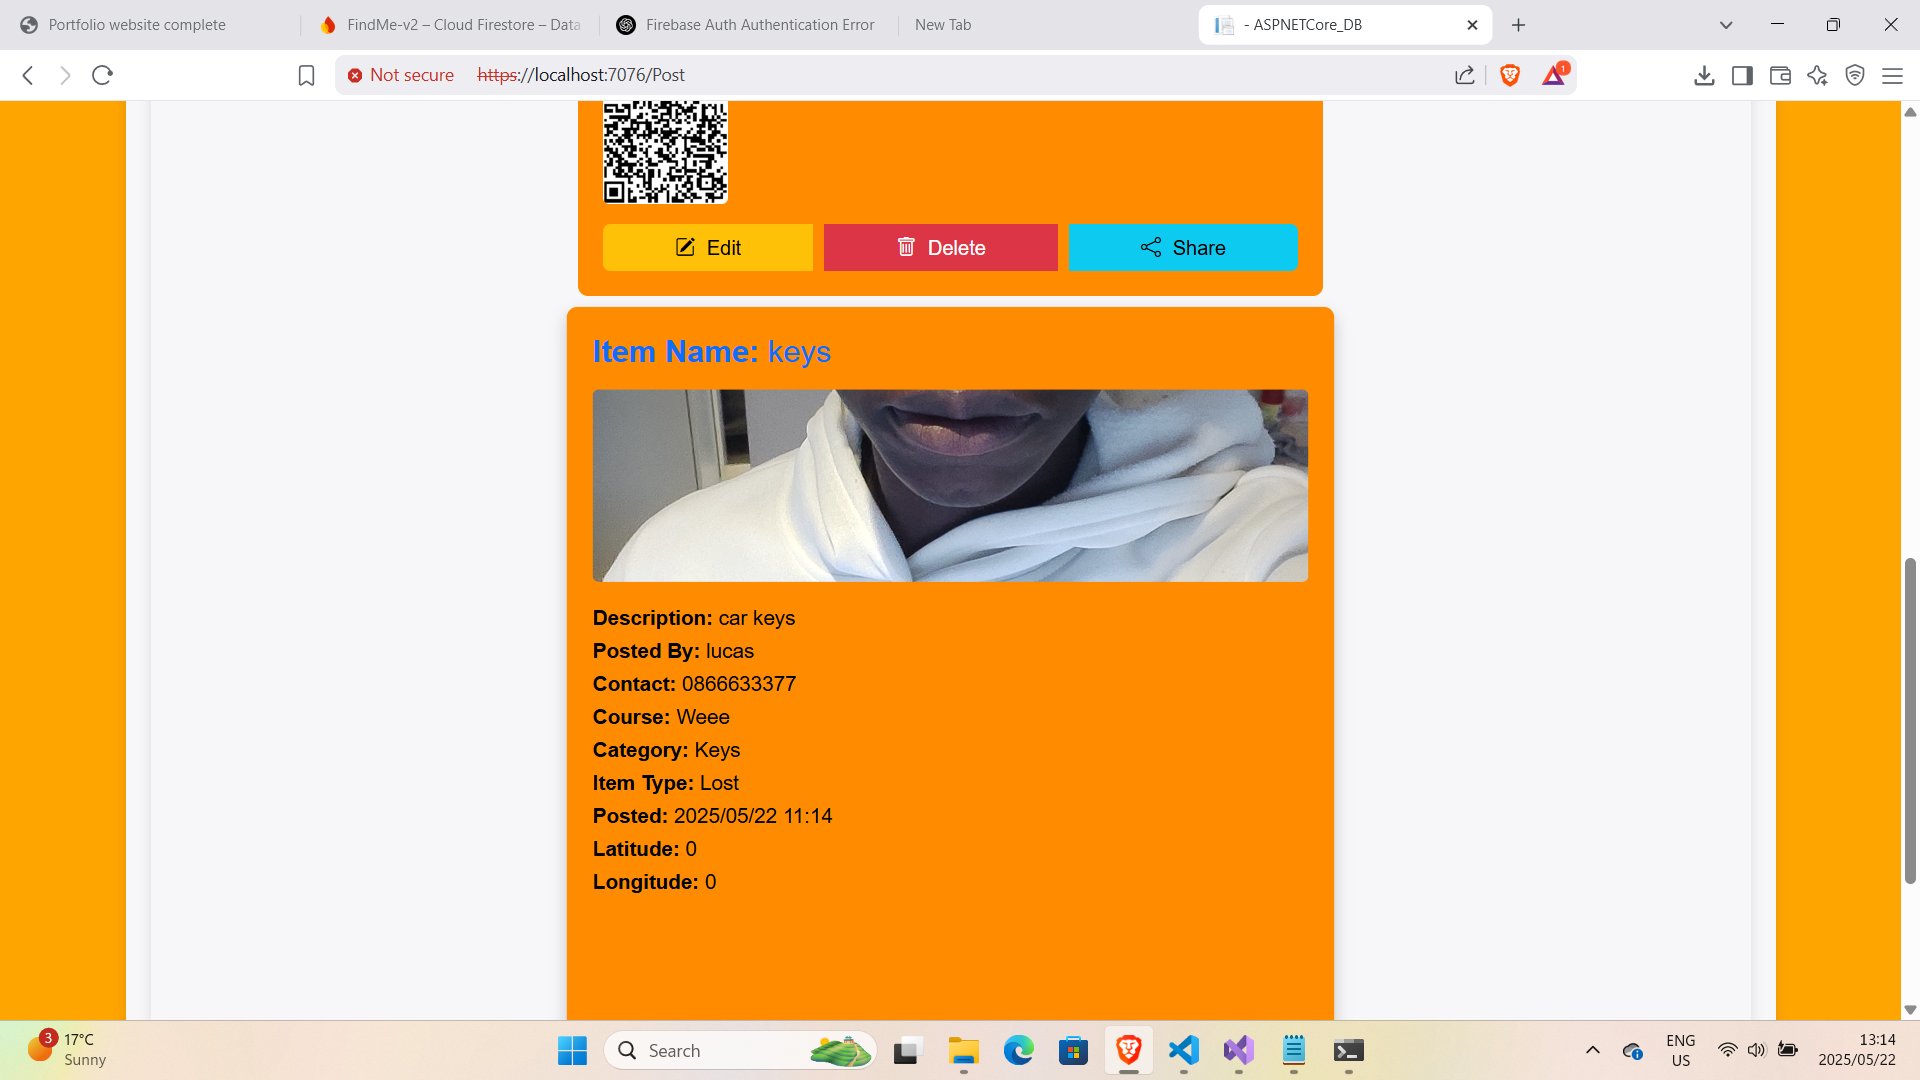 Portfolio website complete
FindMe-v2 – Cloud Firestore – Data
Firebase Auth Authentication Error
New Tab
- ASPNETCore_DB
Not secure
https://localhost:7076/Post
1
Edit
Delete
Share
Item Name: keys
Description: car keys
Posted By: lucas
Contact: 0866633377
Course: Weee
Category: Keys
Item Type: Lost
Posted: 2025/05/22 11:14
Latitude: 0
Longitude: 0
3
17°C
Sunny
Search
ENG
US
13:14
2025/05/22